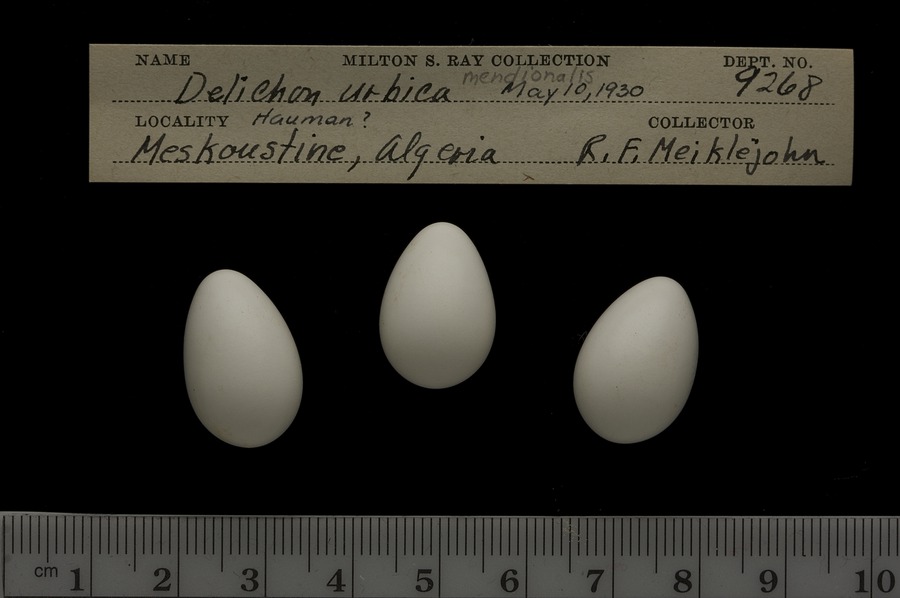 NAME MILTON S. RAY COLLECTION DEPT. NO.
meridionalis
Delichon urbica May 10, 1930 9268
LOCALITY Hauman? COLLECTOR
Meskoustine, Algeria R. F. Meiklejohn
cm 1 2 3 4 5 6 7 8 9 10